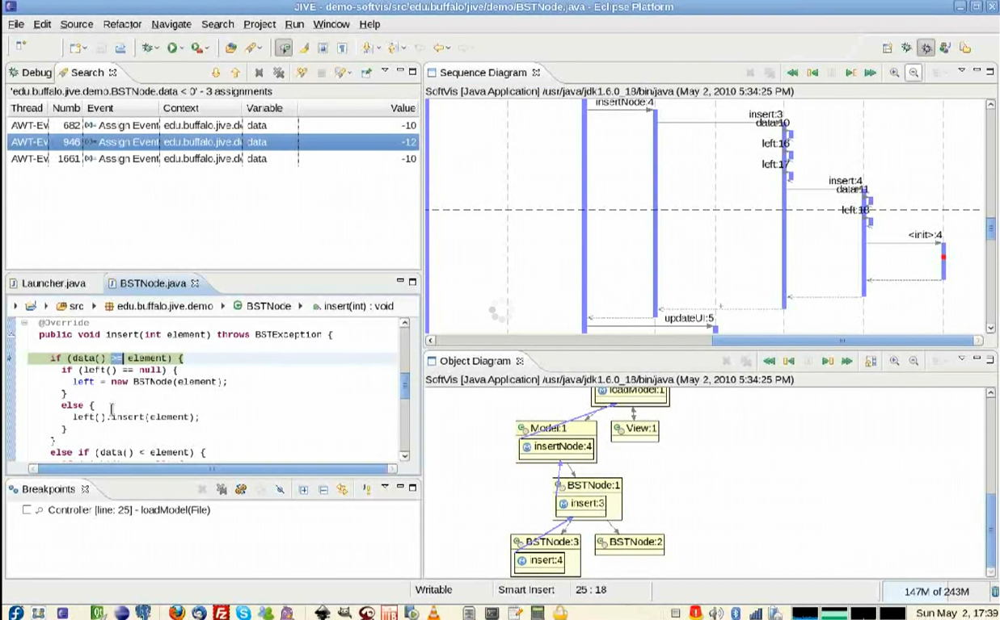 JIVE - demo-softvis/src/edu/buffalo/jive/demo/BSTNode.java - Eclipse Platform
File Edit Source Refactor Navigate Search Project Run Window Help
Debug Search
'edu.buffalo.jive.demo.BSTNode.data < 0' - 3 assignments
Thread Numb Event Context Variable Value
AWT-Ev 682 Assign Event edu.buffalo.jive.d data -10
AWT-Ev 946 Assign Event edu.buffalo.jive.d data -12
AWT-Ev 1661 Assign Event edu.buffalo.jive.d data -10
Sequence Diagram
SoftVis [Java Application] /usr/java/jdk1.6.0_18/bin/java (May 2, 2010 5:34:25 PM)
insertNode:4
insert:3
data:10
left:16
left:17
insert:4
data:11
left:18
<init>:4
updateUI:5
Launcher.java BSTNode.java
src edu.buffalo.jive.demo BSTNode insert(int) : void
@Override
public void insert(int element) throws BSTException {
if (data() >= element) {
if (left() == null) {
left = new BSTNode(element);
}
else {
left().insert(element);
}
}
else if (data() < element) {
Object Diagram
SoftVis [Java Application] /usr/java/jdk1.6.0_18/bin/java (May 2, 2010 5:34:25 PM)
loadModel:1
Model:1 View:1
insertNode:4
BSTNode:1
insert:3
BSTNode:3 BSTNode:2
insert:4
Breakpoints
Controller [line: 25] - loadModel(File)
Writable Smart Insert 25 : 18 147M of 243M
Sun May 2, 17:39